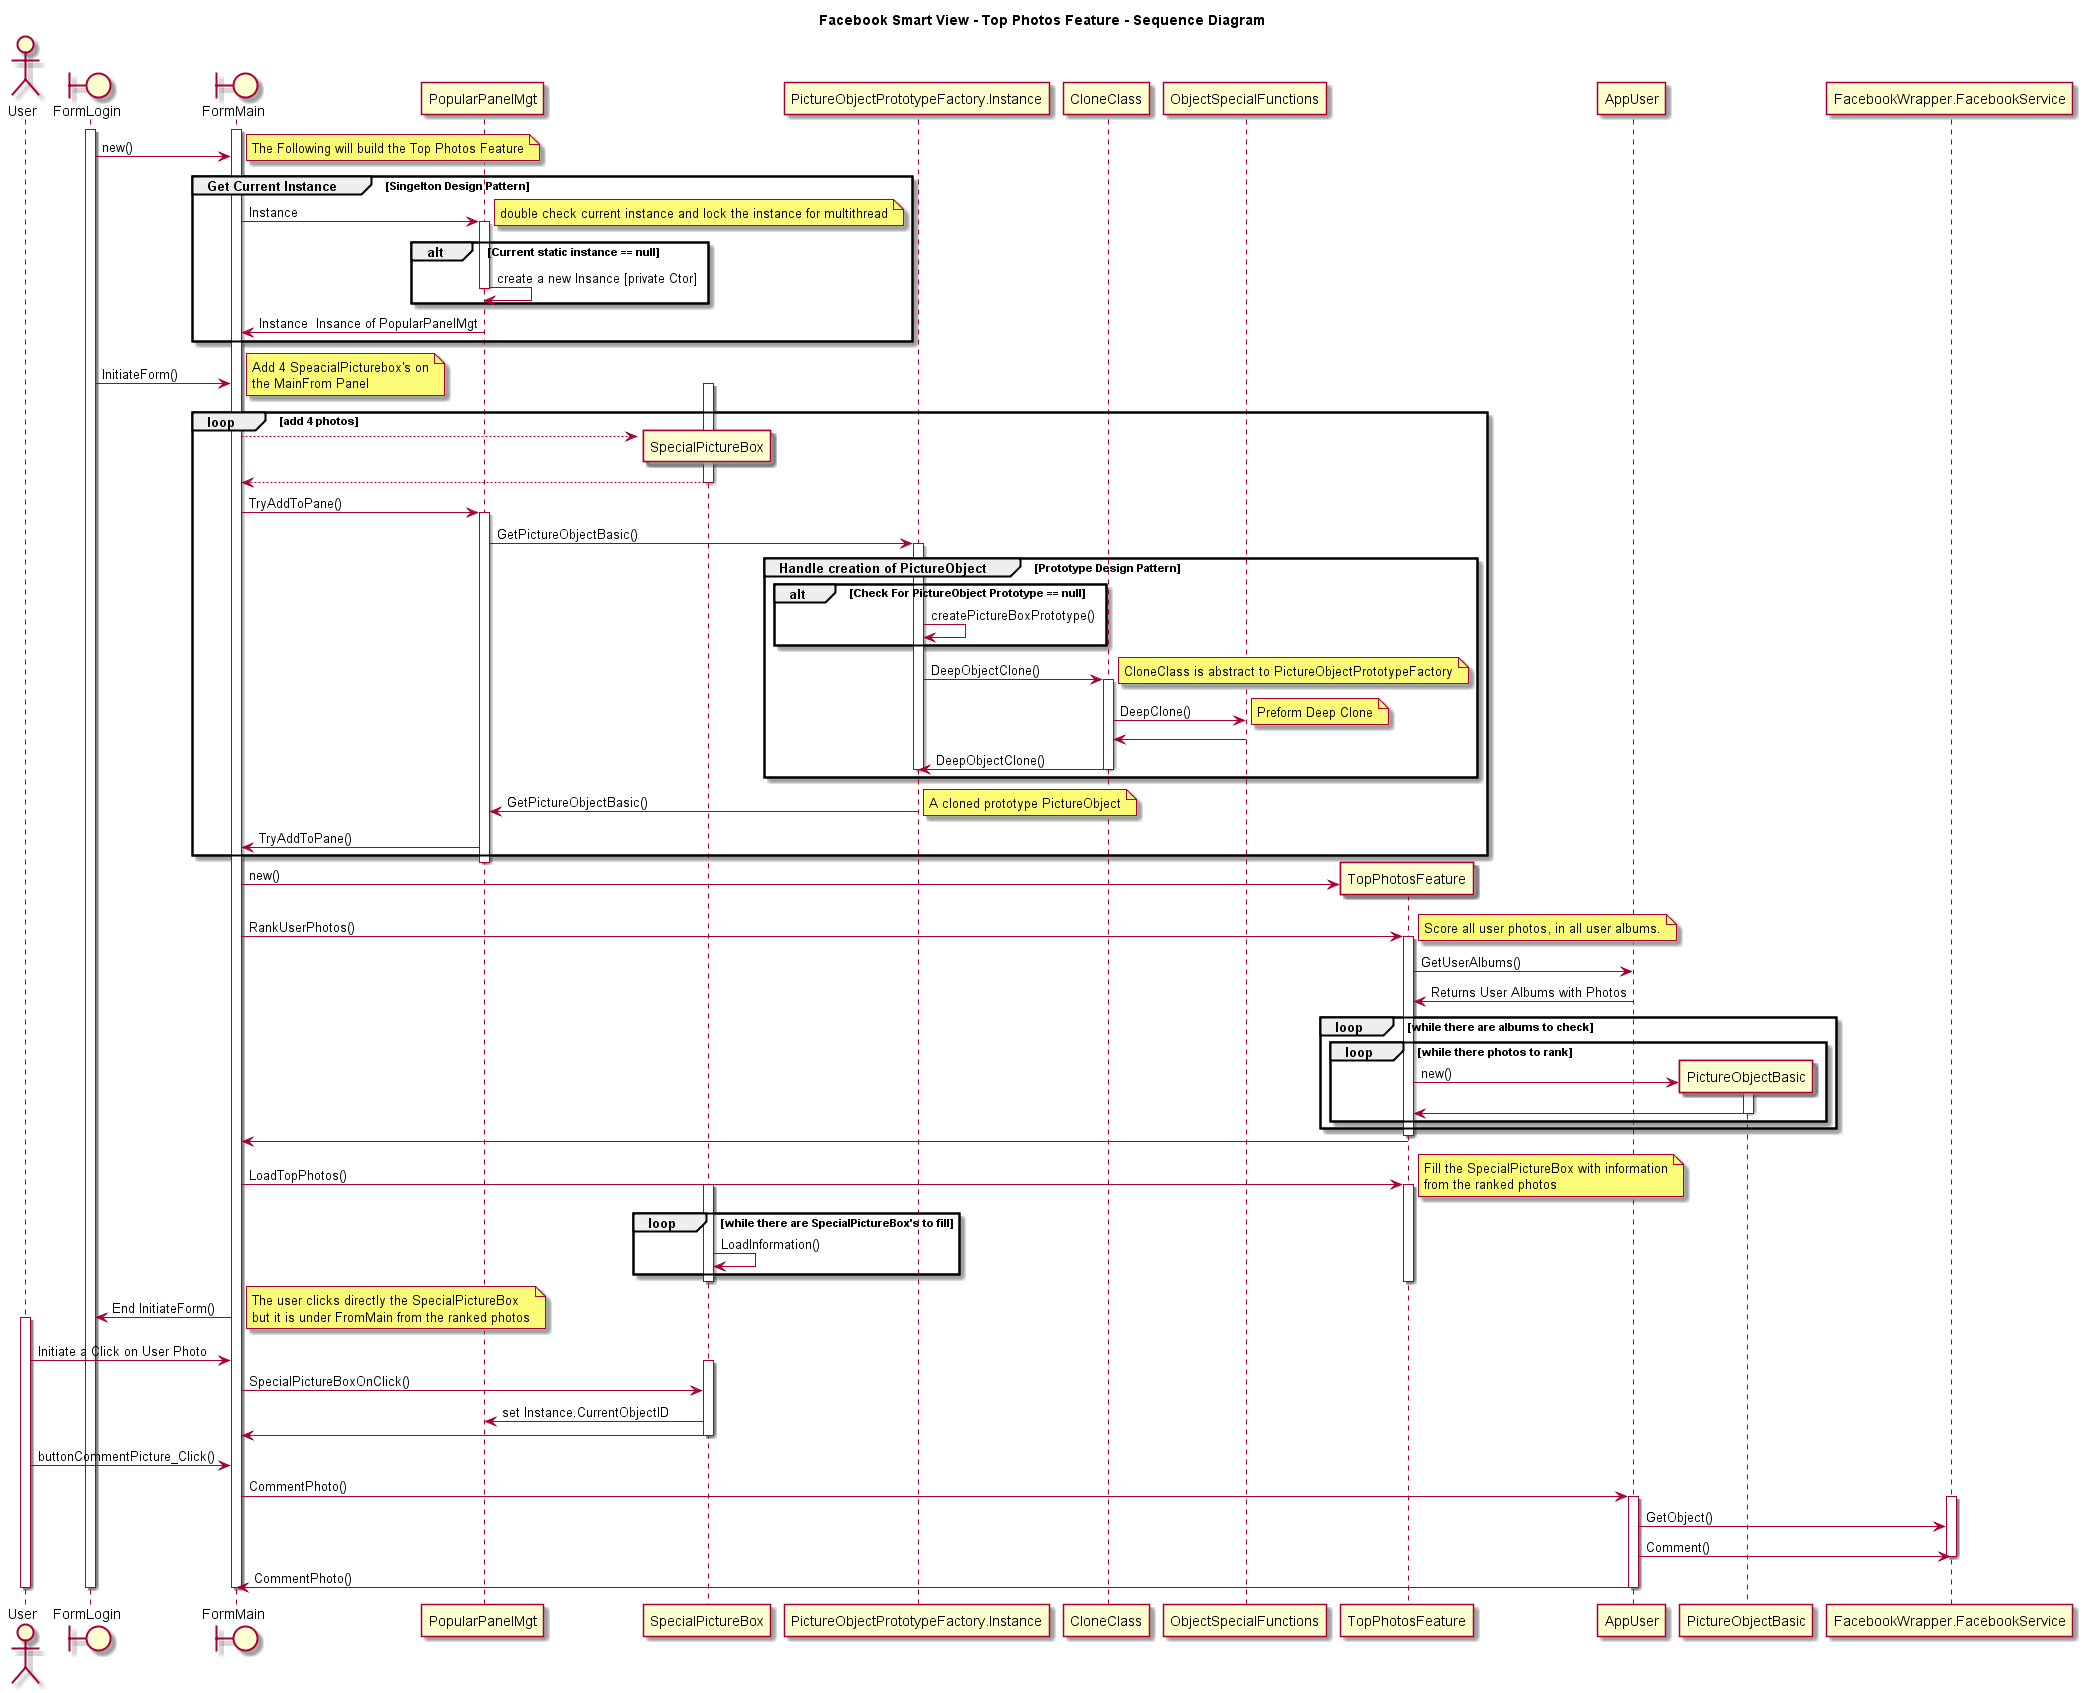 Facebook Smart View - Top Photos Feature - Sequence Diagram
User
FormLogin
FormMain
PopularPanelMgt
PictureObjectPrototypeFactory.Instance
CloneClass
ObjectSpecialFunctions
AppUser
FacebookWrapper.FacebookService
new()
The Following will build the Top Photos Feature
Get Current Instance
[Singelton Design Pattern]
Instance
double check current instance and lock the instance for multithread
alt
[Current static instance == null]
create a new Insance [private Ctor]
Instance  Insance of PopularPanelMgt
InitiateForm()
Add 4 SpeacialPicturebox's on
the MainFrom Panel
loop
[add 4 photos]
SpecialPictureBox
TryAddToPane()
GetPictureObjectBasic()
Handle creation of PictureObject
[Prototype Design Pattern]
alt
[Check For PictureObject Prototype == null]
createPictureBoxPrototype()
DeepObjectClone()
CloneClass is abstract to PictureObjectPrototypeFactory
DeepClone()
Preform Deep Clone
DeepObjectClone()
GetPictureObjectBasic()
A cloned prototype PictureObject
TryAddToPane()
new()
TopPhotosFeature
RankUserPhotos()
Score all user photos, in all user albums.
GetUserAlbums()
Returns User Albums with Photos
loop
[while there are albums to check]
loop
[while there photos to rank]
new()
PictureObjectBasic
LoadTopPhotos()
Fill the SpecialPictureBox with information
from the ranked photos
loop
[while there are SpecialPictureBox's to fill]
LoadInformation()
End InitiateForm()
The user clicks directly the SpecialPictureBox
but it is under FromMain from the ranked photos
Initiate a Click on User Photo
SpecialPictureBoxOnClick()
set Instance.CurrentObjectID
buttonCommentPicture_Click()
CommentPhoto()
GetObject()
Comment()
CommentPhoto()
User
FormLogin
FormMain
PopularPanelMgt
SpecialPictureBox
PictureObjectPrototypeFactory.Instance
CloneClass
ObjectSpecialFunctions
TopPhotosFeature
AppUser
PictureObjectBasic
FacebookWrapper.FacebookService